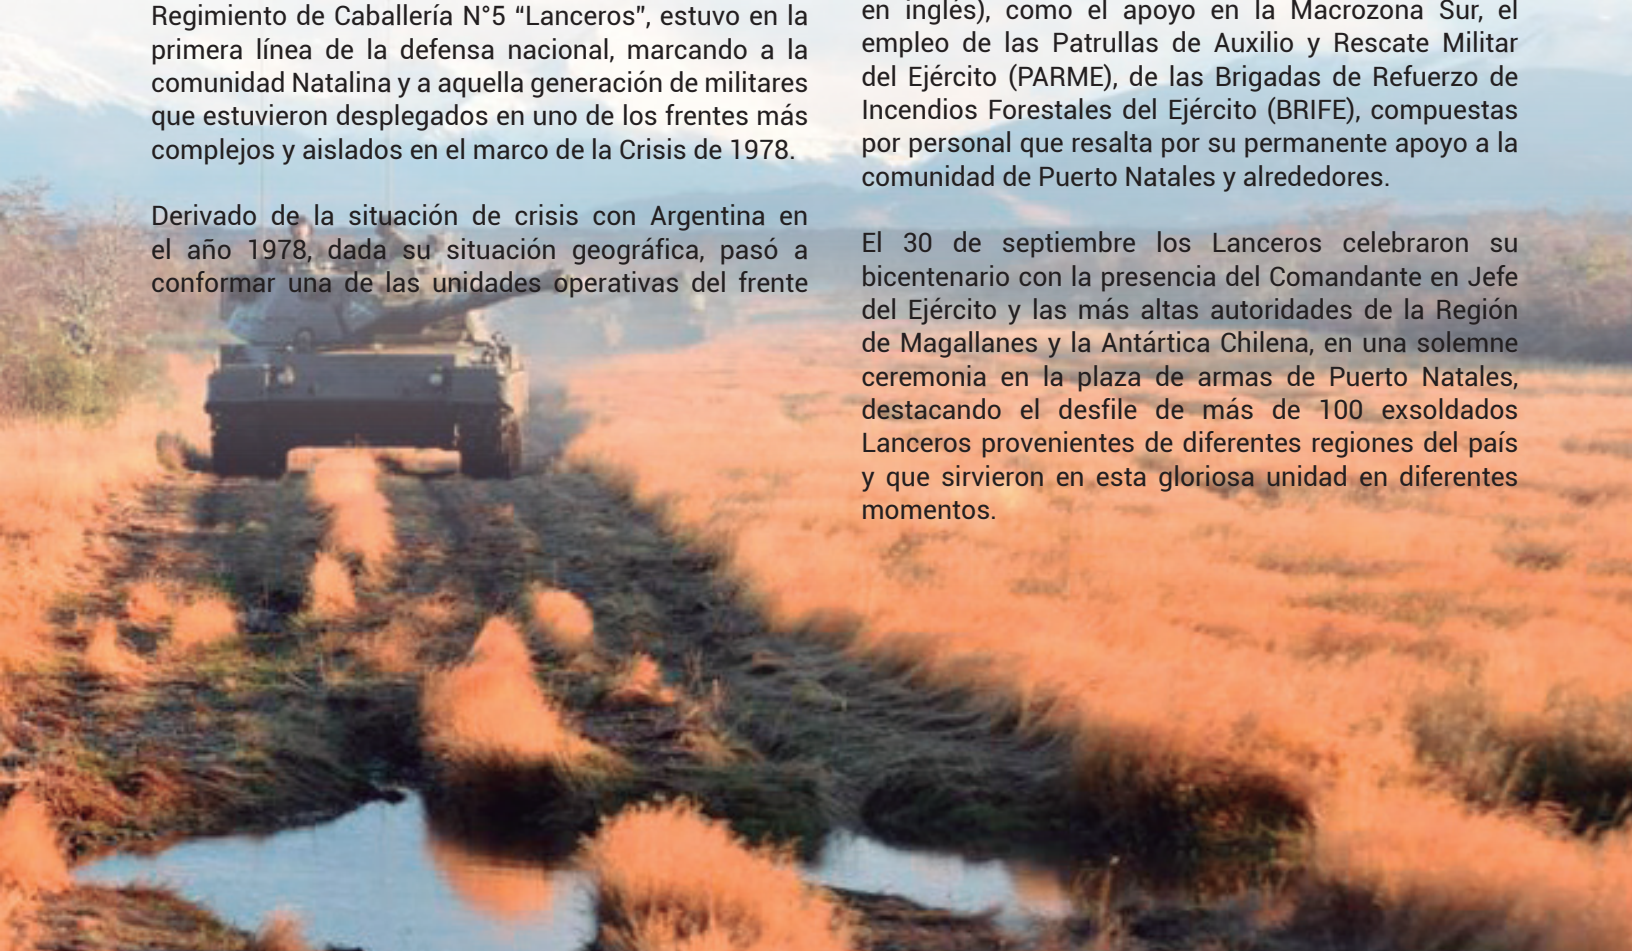 Regimiento de Caballería N°5 “Lanceros”, estuvo en la
primera línea de la defensa nacional, marcando a la
comunidad Natalina y a aquella generación de militares
que estuvieron desplegados en uno de los frentes más
complejos y aislados en el marco de la Crisis de 1978.
Derivado de la situación de crisis con Argentina en
el año 1978, dada su situación geográfica, pasó a
conformar una de las unidades operativas del frente
en inglés), como el apoyo en la Macrozona Sur, el
empleo de las Patrullas de Auxilio y Rescate Militar
del Ejército (PARME), de las Brigadas de Refuerzo de
Incendios Forestales del Ejército (BRIFE), compuestas
por personal que resalta por su permanente apoyo a la
comunidad de Puerto Natales y alrededores.
El 30 de septiembre los Lanceros celebraron su
bicentenario con la presencia del Comandante en Jefe
del Ejército y las más altas autoridades de la Región
de Magallanes y la Antártica Chilena, en una solemne
ceremonia en la plaza de armas de Puerto Natales,
destacando el desfile de más de 100 exsoldados
Lanceros provenientes de diferentes regiones del país
y que sirvieron en esta gloriosa unidad en diferentes
momentos.